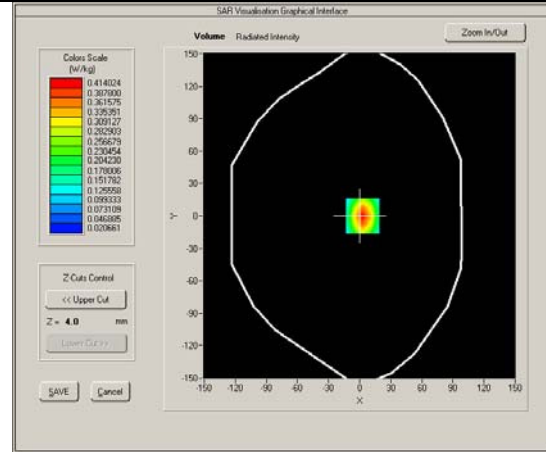 SAR Visualisation Graphical Interface
Volume Radiated Intensity
Zoom In/Out
Colors Scale
(W/kg)
0.414024
0.387800
0.361575
0.335351
0.309127
0.282903
0.256679
0.230454
0.204230
0.178006
0.151782
0.125558
0.099333
0.073109
0.046885
0.020661
Z Cuts Control
<< Upper Cut
Z = 4.0 mm
Lower Cut >>
SAVE Cancel
150
120
90
60
30
0
-30
-60
-90
-120
-150
Y
-150 -120 -90 -60 -30 0 30 60 90 120 150
X